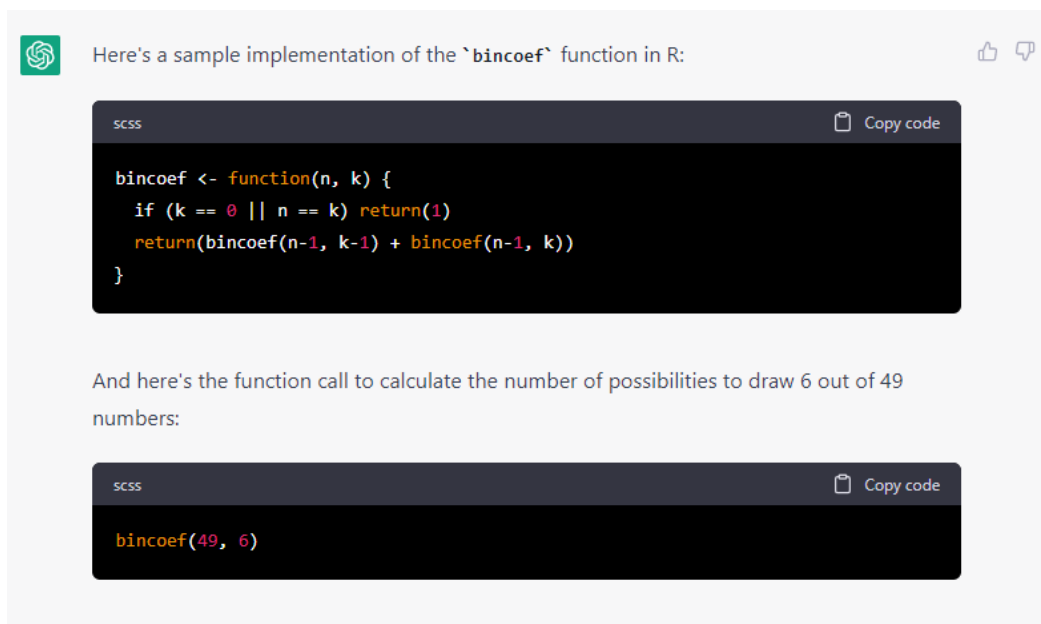 Here's a sample implementation of the `bincoef` function in R:
scss
Copy code
bincoef <- function(n, k) {
  if (k == 0 || n == k) return(1)
  return(bincoef(n-1, k-1) + bincoef(n-1, k))
}
And here's the function call to calculate the number of possibilities to draw 6 out of 49
numbers:
scss
Copy code
bincoef(49, 6)